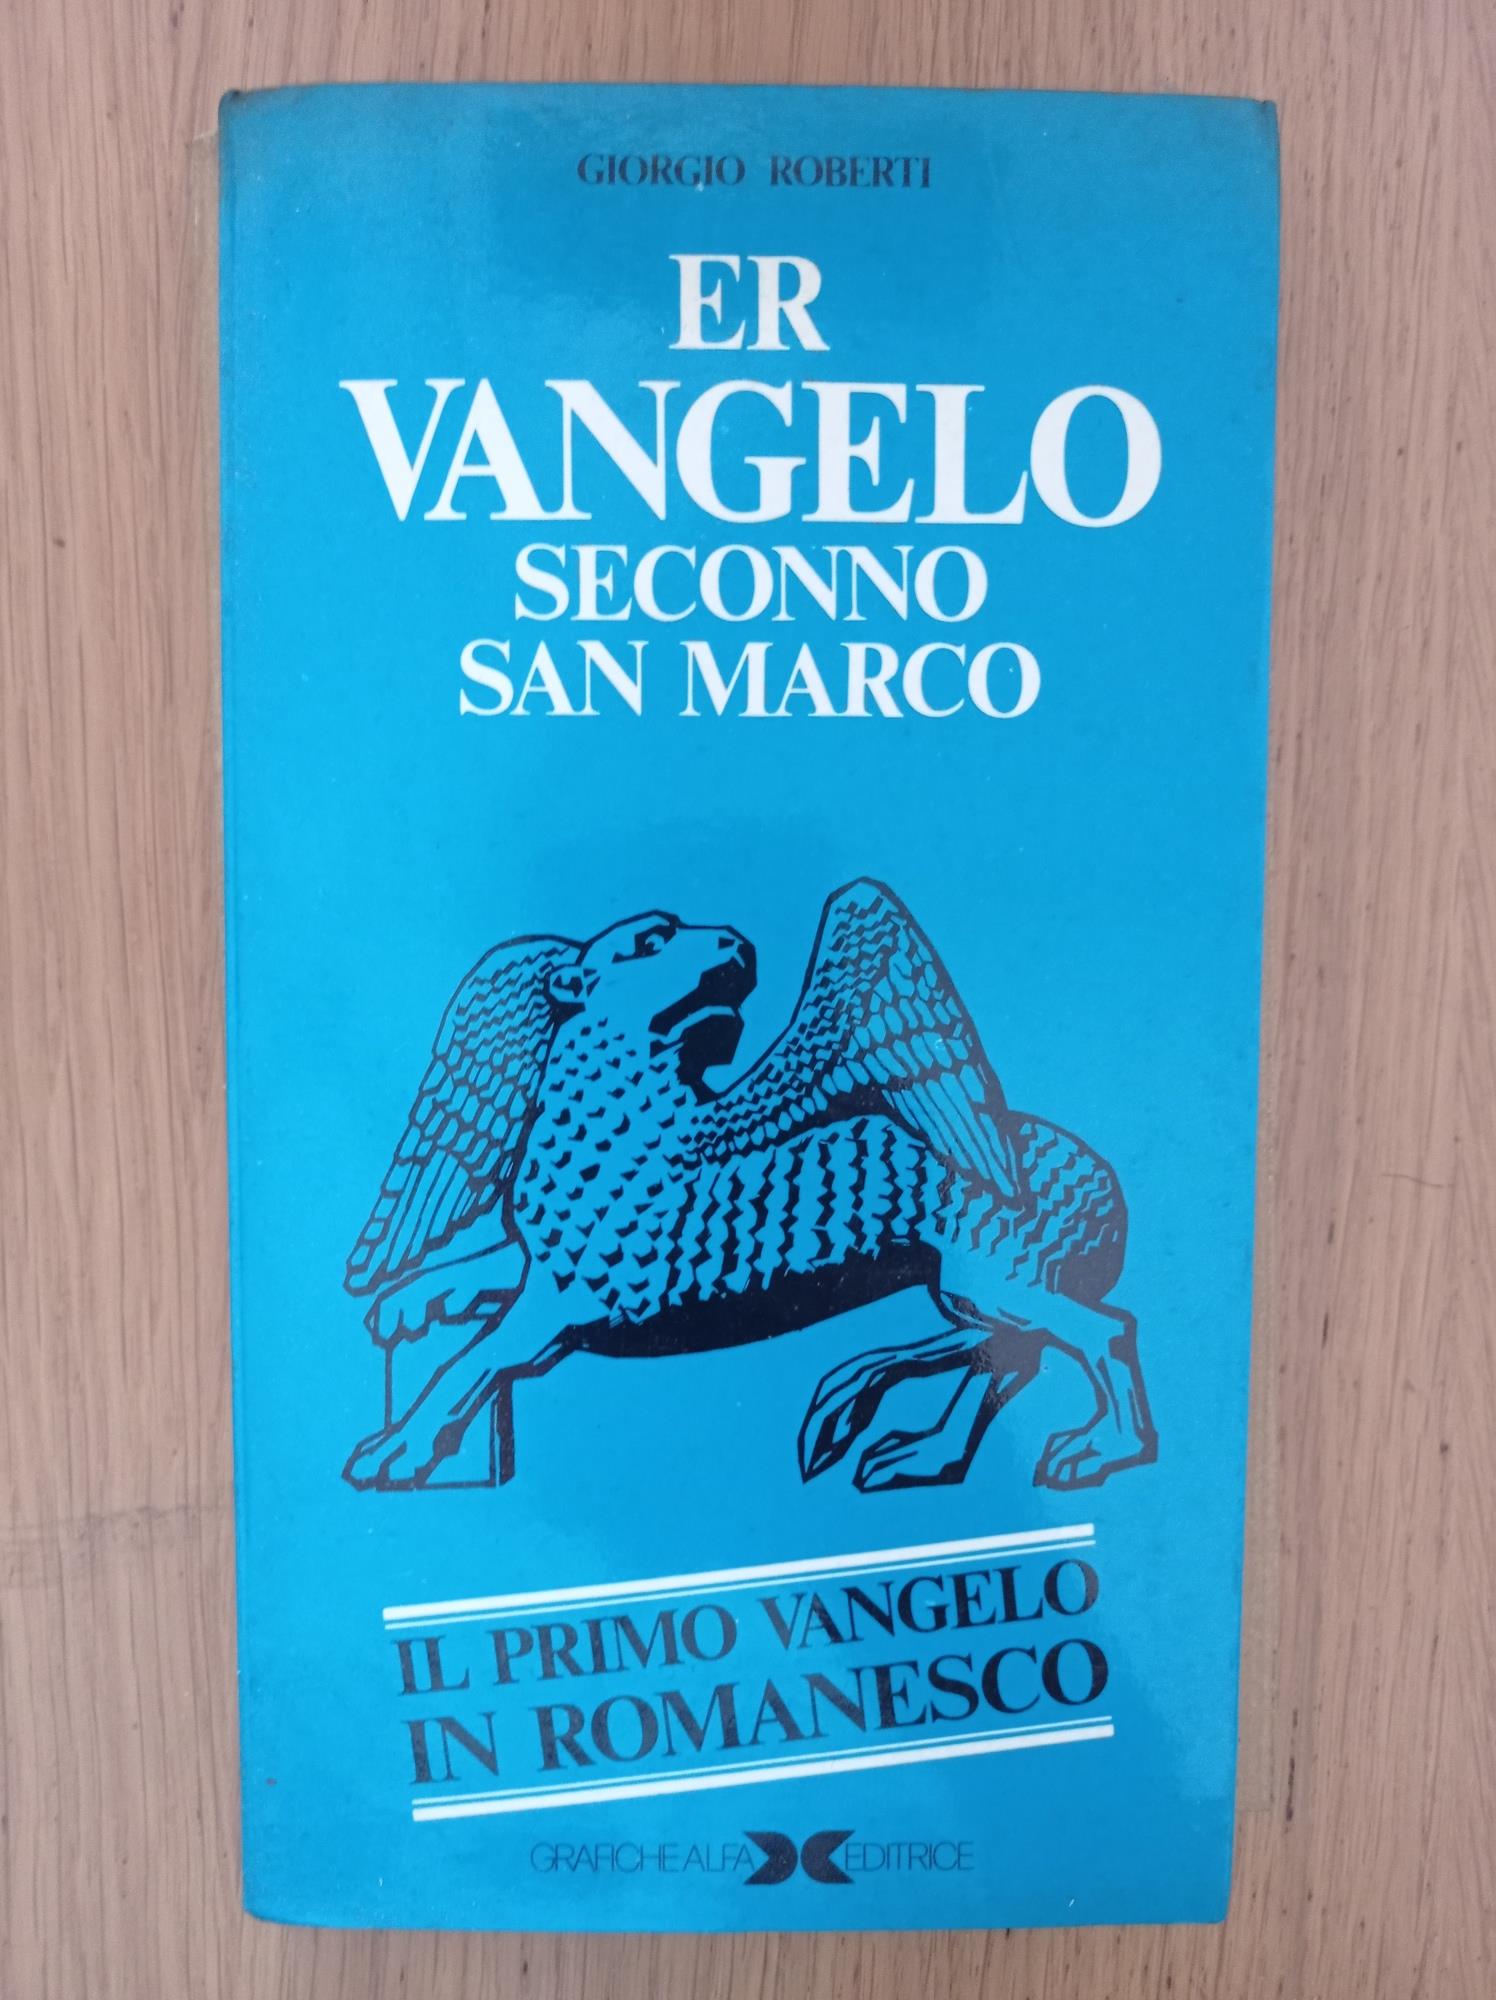 GIORGIO ROBERTI
ER
VANGELO
SECONNO
SAN MARCO
IL PRIMO VANGELO
IN ROMANESCO
GRAFICHE ALFA EDITRICE